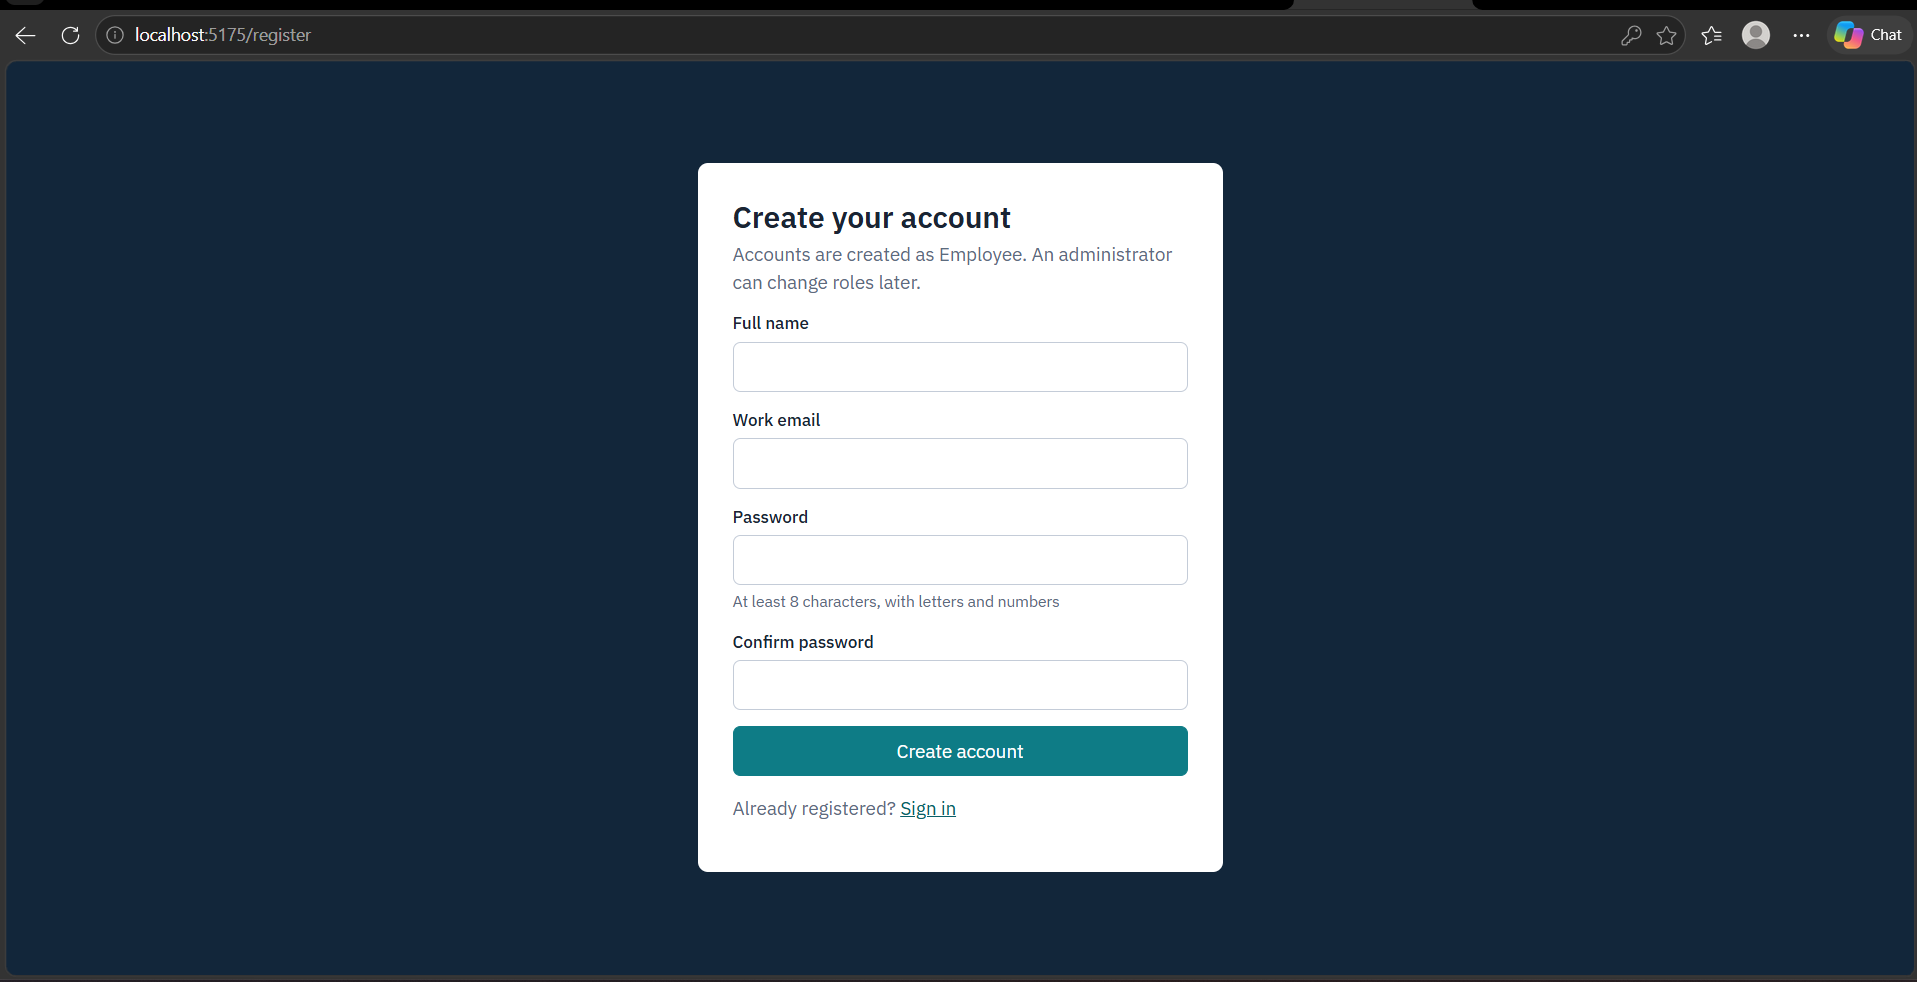 localhost:5175/register
Chat
Create your account
Accounts are created as Employee. An administrator
can change roles later.
Full name
Work email
Password
At least 8 characters, with letters and numbers
Confirm password
Create account
Already registered? Sign in